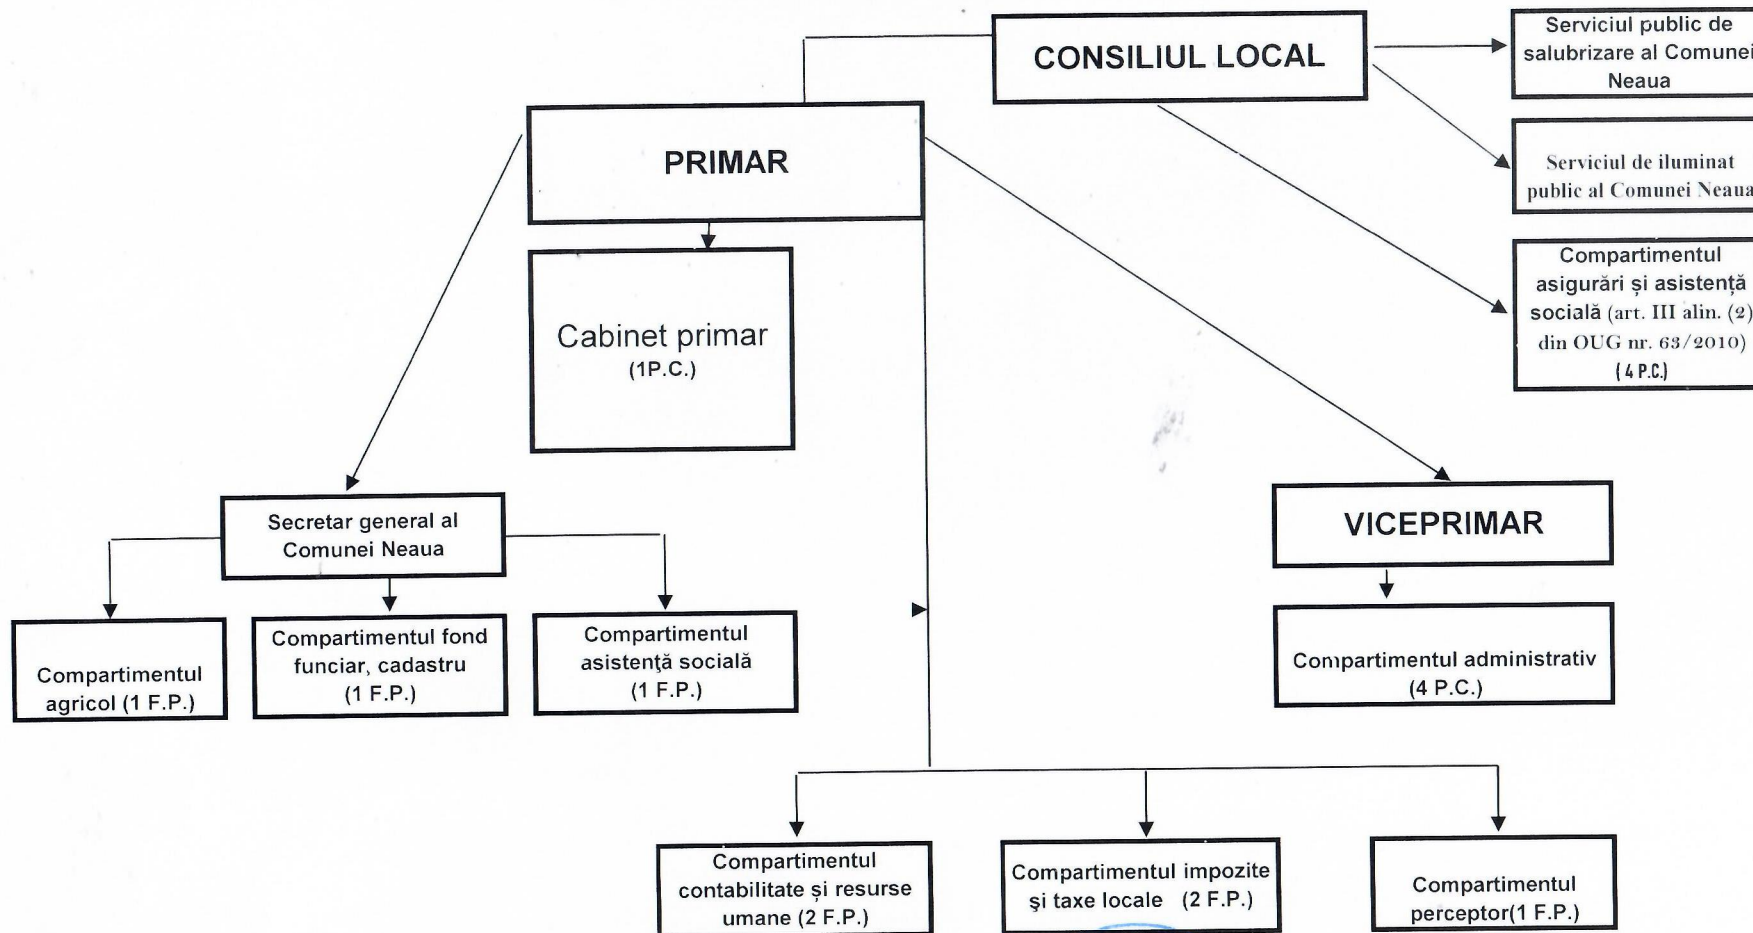 CONSILIUL LOCAL
Serviciul public de
salubrizare al Comunei
Neaua
PRIMAR
Serviciul de iluminat
public al Comunei Neaua
Compartimentul
asigurări și asistență
socială (art. III alin. (2)
din OUG nr. 63/2010)
( 4 P.C.)
Cabinet primar
(1P.C.)
Secretar general al
Comunei Neaua
VICEPRIMAR
Compartimentul
agricol (1 F.P.)
Compartimentul fond
funciar, cadastru
(1 F.P.)
Compartimentul
asistenţă socială
(1 F.P.)
Compartimentul administrativ
(4 P.C.)
Compartimentul
contabilitate și resurse
umane (2 F.P.)
Compartimentul impozite
şi taxe locale (2 F.P.)
Compartimentul
perceptor(1 F.P.)